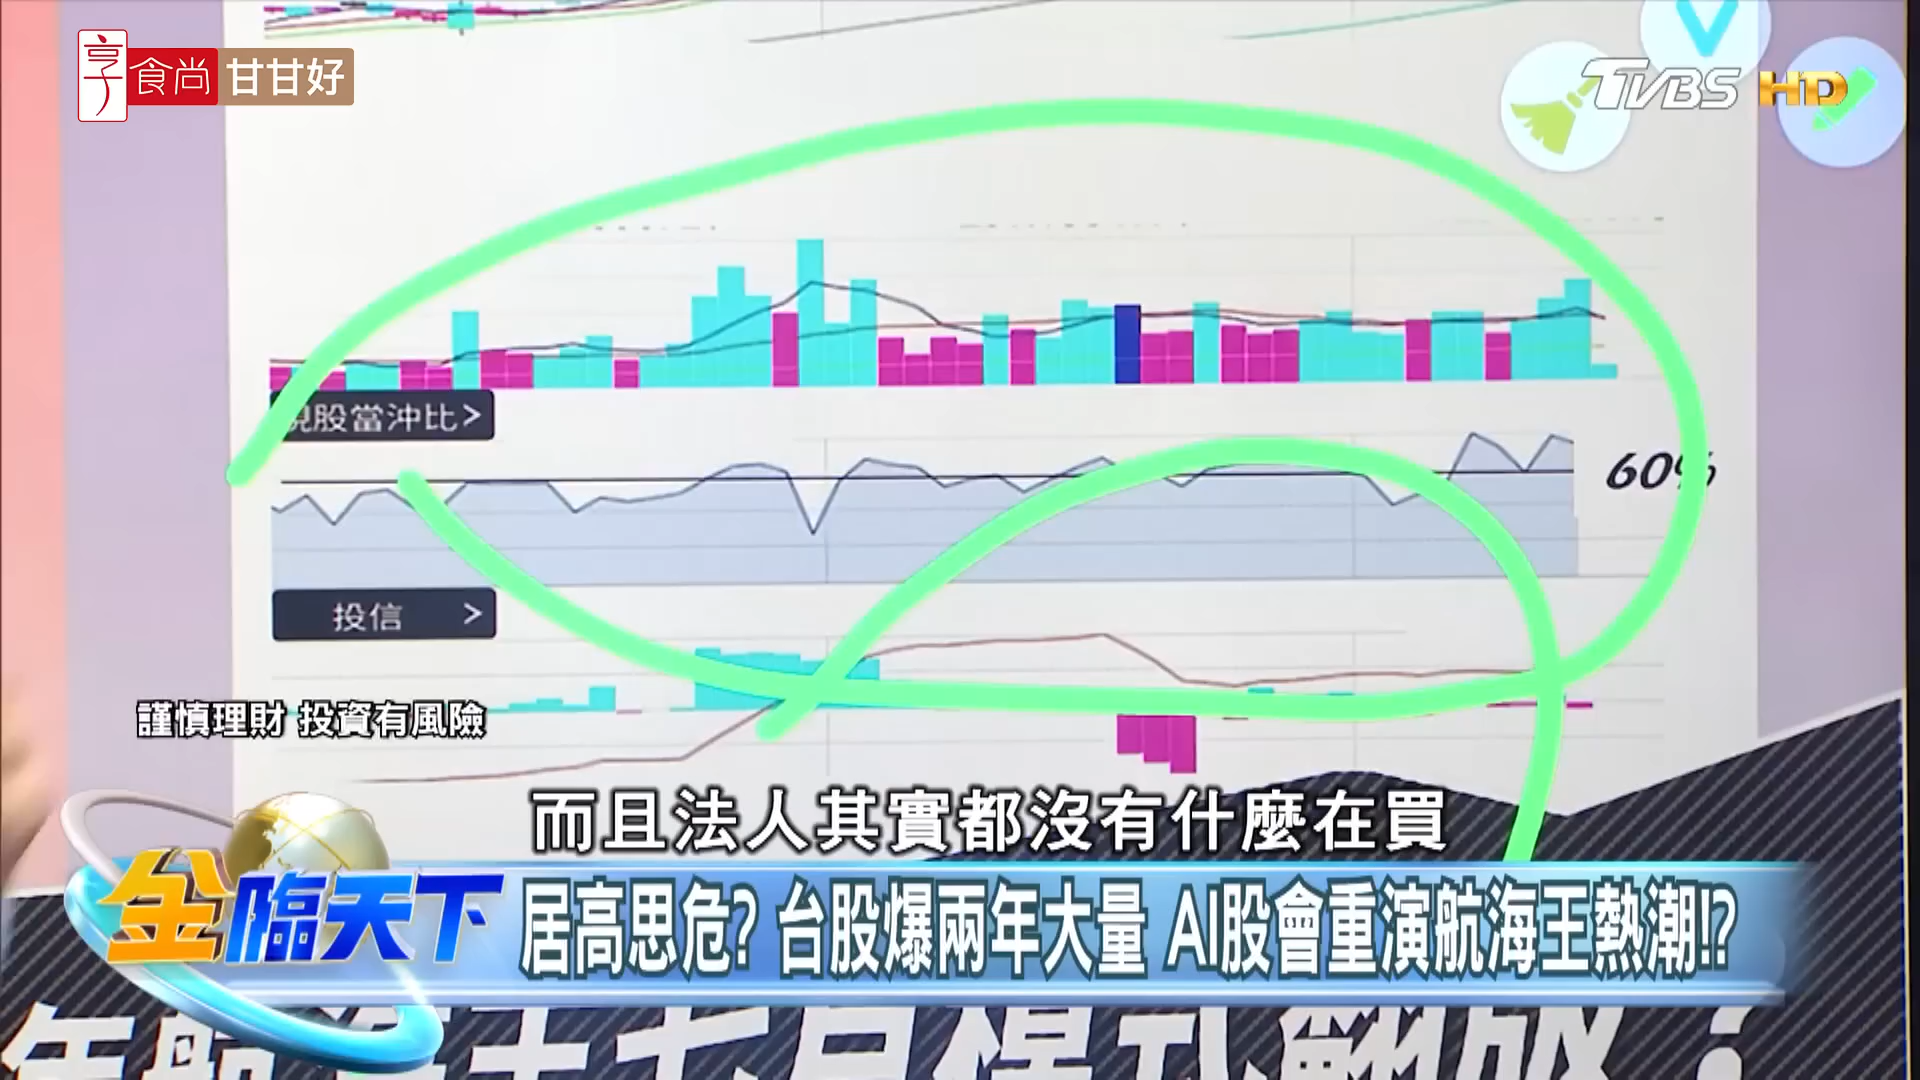 享
食尚 甘甘好
TVBS HD
現股當沖比>
60%
投信 >
謹慎理財 投資有風險
而且法人其實都沒有什麼在買
金臨天下
居高思危? 台股爆兩年大量 AI股會重演航海王熱潮!?